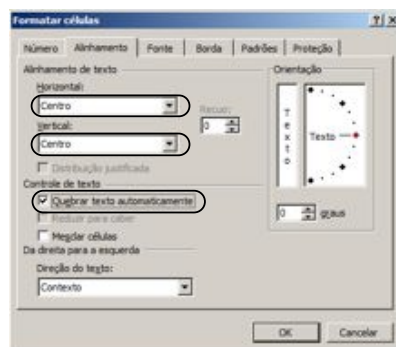 Formatar células
Número Alinhamento Fonte Borda Padrões Proteção
Alinhamento de texto
Horizontal:
Centro
Recuo:
Vertical:
Centro
0
Distribuição justificada
Controle de texto
Quebrar texto automaticamente
Reduzir para caber
Mesclar células
Da direita para a esquerda
Direção do texto:
Contexto
Orientação
Texto
Texto
0 graus
OK Cancelar